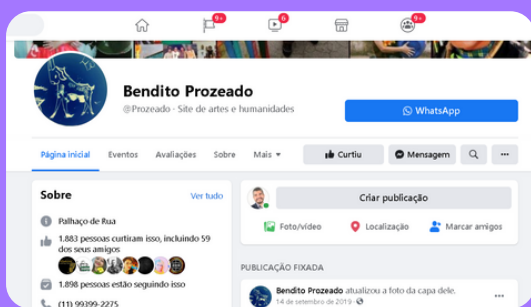 9+
6
9+
Bendito Prozeado
@Prozeado · Site de artes e humanidades
WhatsApp
Página inicial
Eventos
Avaliações
Sobre
Mais
Curtiu
Mensagem
Sobre
Ver tudo
Palhaço de Rua
1.883 pessoas curtiram isso, incluindo 59
dos seus amigos
1.898 pessoas estão seguindo isso
(11) 99399-2275
Criar publicação
Foto/vídeo
Localização
Marcar amigos
PUBLICAÇÃO FIXADA
Bendito Prozeado atualizou a foto da capa dele.
14 de setembro de 2019 ·